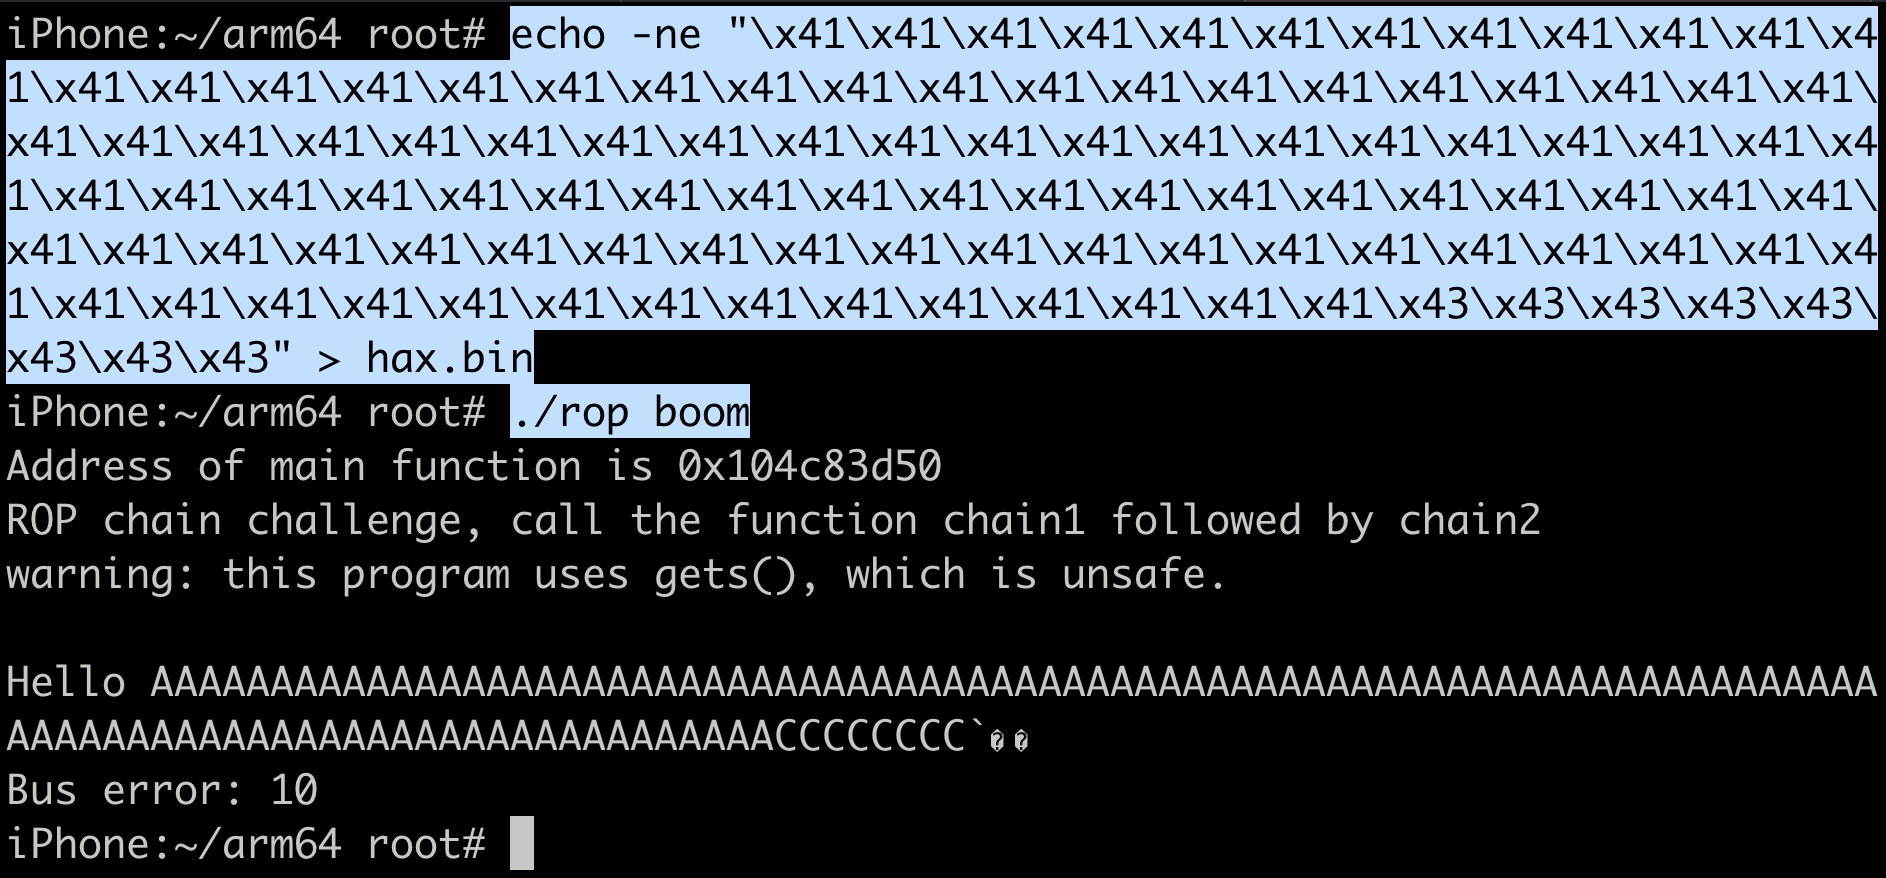 iPhone:~/arm64 root# echo -ne "\x41\x41\x41\x41\x41\x41\x41\x41\x41\x41\x41\x4
1\x41\x41\x41\x41\x41\x41\x41\x41\x41\x41\x41\x41\x41\x41\x41\x41\x41\x41\x41\
x41\x41\x41\x41\x41\x41\x41\x41\x41\x41\x41\x41\x41\x41\x41\x41\x41\x41\x41\x4
1\x41\x41\x41\x41\x41\x41\x41\x41\x41\x41\x41\x41\x41\x41\x41\x41\x41\x41\x41\
x41\x41\x41\x41\x41\x41\x41\x41\x41\x41\x41\x41\x41\x41\x41\x41\x41\x41\x41\x4
1\x41\x41\x41\x41\x41\x41\x41\x41\x41\x41\x41\x41\x41\x41\x43\x43\x43\x43\x43\
x43\x43\x43" > hax.bin
iPhone:~/arm64 root# ./rop boom
Address of main function is 0x104c83d50
ROP chain challenge, call the function chain1 followed by chain2
warning: this program uses gets(), which is unsafe.
Hello AAAAAAAAAAAAAAAAAAAAAAAAAAAAAAAAAAAAAAAAAAAAAAAAAAAAAAAAAAAAAAAAAAAAAAAA
AAAAAAAAAAAAAAAAAAAAAAAAAAAAAAAACCCCCCCC`��
Bus error: 10
iPhone:~/arm64 root#